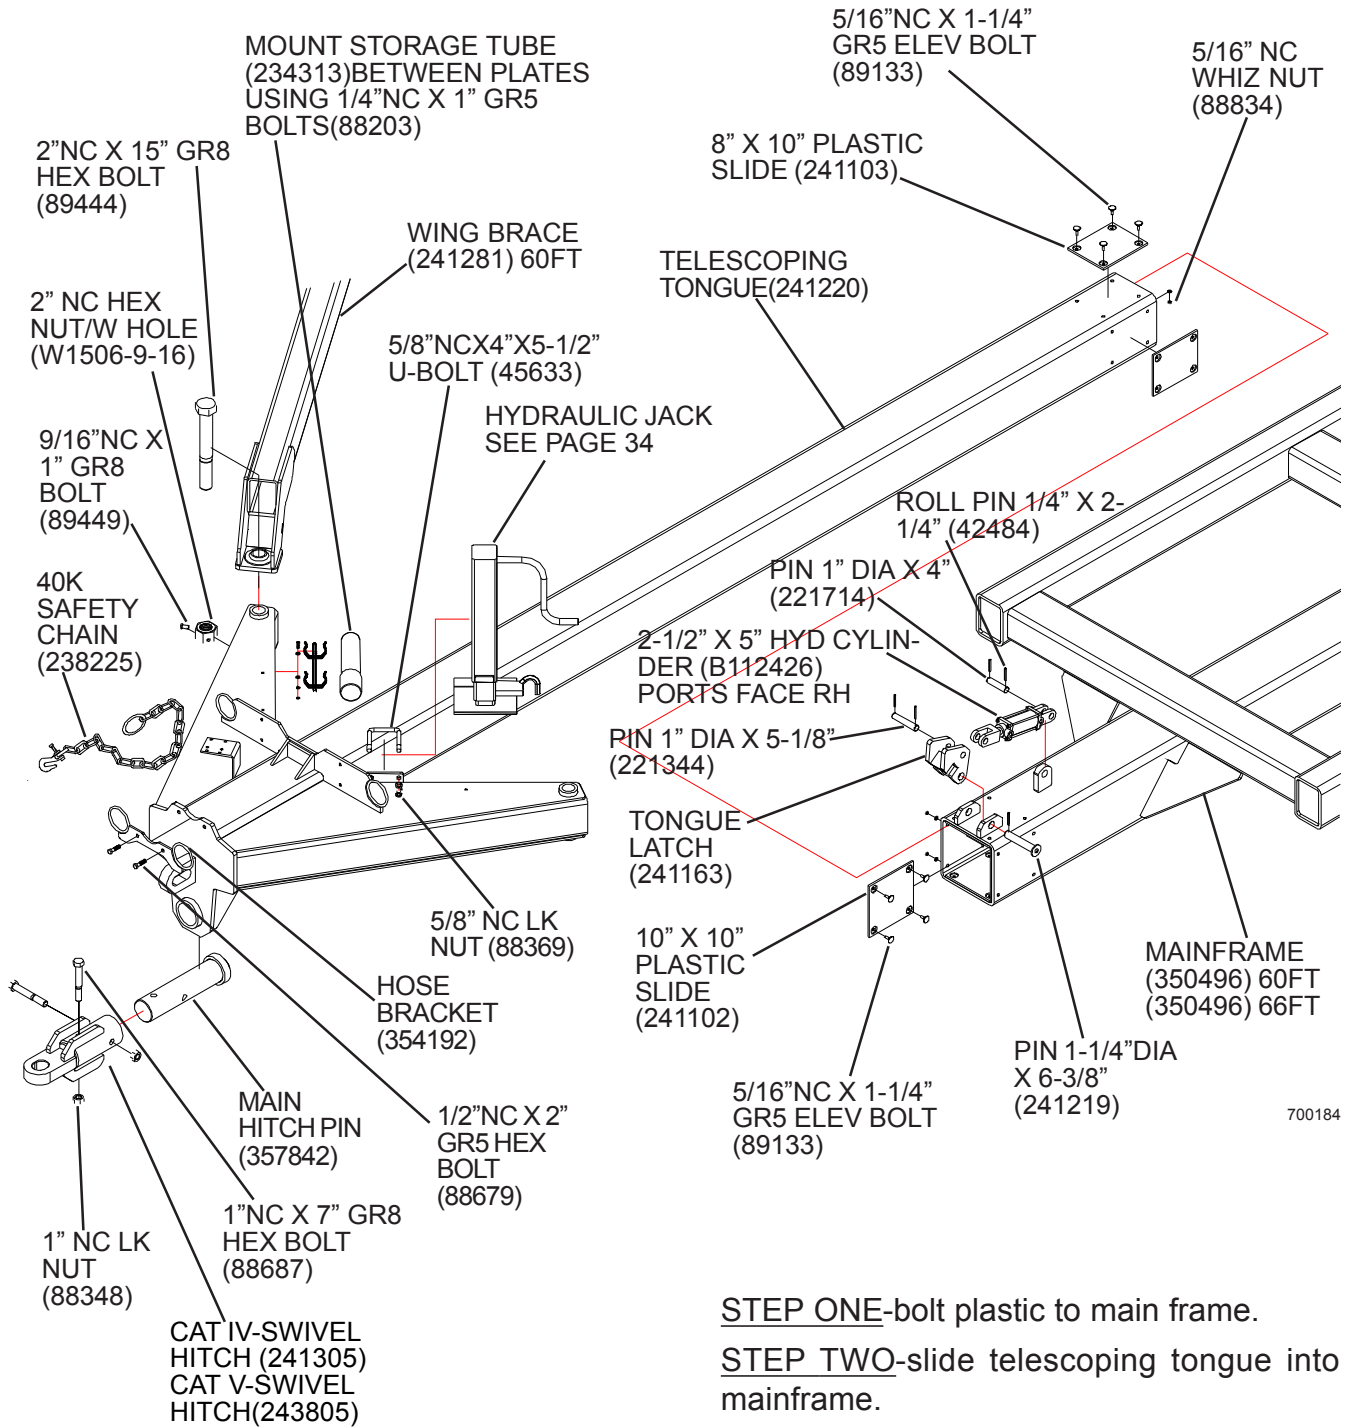 MOUNT STORAGE TUBE
(234313)BETWEEN PLATES
USING 1/4”NC X 1” GR5
BOLTS(88203)
5/16”NC X 1-1/4”
GR5 ELEV BOLT
(89133)
5/16” NC
WHIZ NUT
(88834)
2”NC X 15” GR8
HEX BOLT
(89444)
8” X 10” PLASTIC
SLIDE (241103)
WING BRACE
(241281) 60FT
TELESCOPING
TONGUE(241220)
2” NC HEX
NUT/W HOLE
(W1506-9-16)
5/8”NCX4”X5-1/2”
U-BOLT (45633)
HYDRAULIC JACK
SEE PAGE 34
9/16”NC X
1” GR8
BOLT
(89449)
ROLL PIN 1/4” X 2-
1/4” (42484)
PIN 1” DIA X 4”
(221714)
40K
SAFETY
CHAIN
(238225)
2-1/2” X 5” HYD CYLIN-
DER (B112426)
PORTS FACE RH
PIN 1” DIA X 5-1/8”
(221344)
TONGUE
LATCH
(241163)
5/8” NC LK
NUT (88369)
10” X 10”
PLASTIC
SLIDE
(241102)
MAINFRAME
(350496) 60FT
(350496) 66FT
HOSE
BRACKET
(354192)
PIN 1-1/4”DIA
X 6-3/8”
(241219)
5/16”NC X 1-1/4”
GR5 ELEV BOLT
(89133)
MAIN
HITCH PIN
(357842)
1/2”NC X 2”
GR5 HEX
BOLT
(88679)
700184
1”NC X 7” GR8
HEX BOLT
(88687)
1” NC LK
NUT
(88348)
CAT IV-SWIVEL
HITCH (241305)
CAT V-SWIVEL
HITCH(243805)
STEP ONE-bolt plastic to main frame.
STEP TWO-slide telescoping tongue into
mainframe.